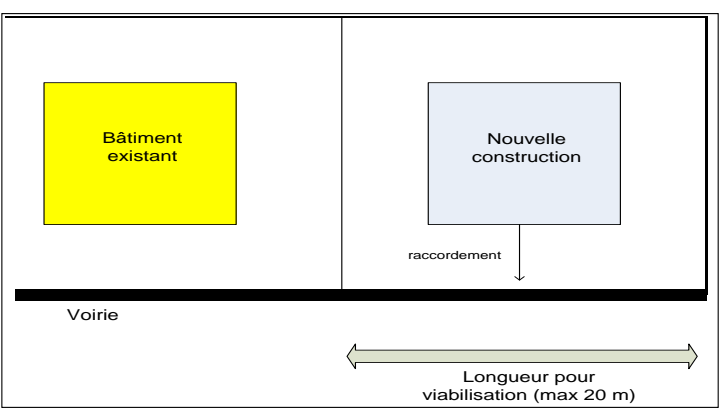 Bâtiment
existant
Nouvelle
construction
raccordement
Voirie
Longueur pour
viabilisation (max 20 m)